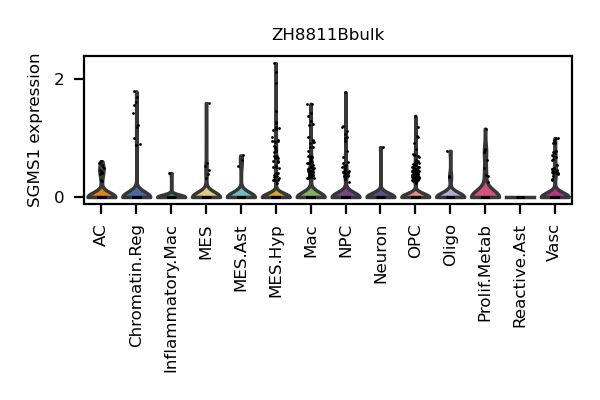 ZH8811Bbulk
SGMS1 expression
2
0
AC
Chromatin.Reg
Inflammatory.Mac
MES
MES.Ast
MES.Hyp
Mac
NPC
Neuron
OPC
Oligo
Prolif.Metab
Reactive.Ast
Vasc